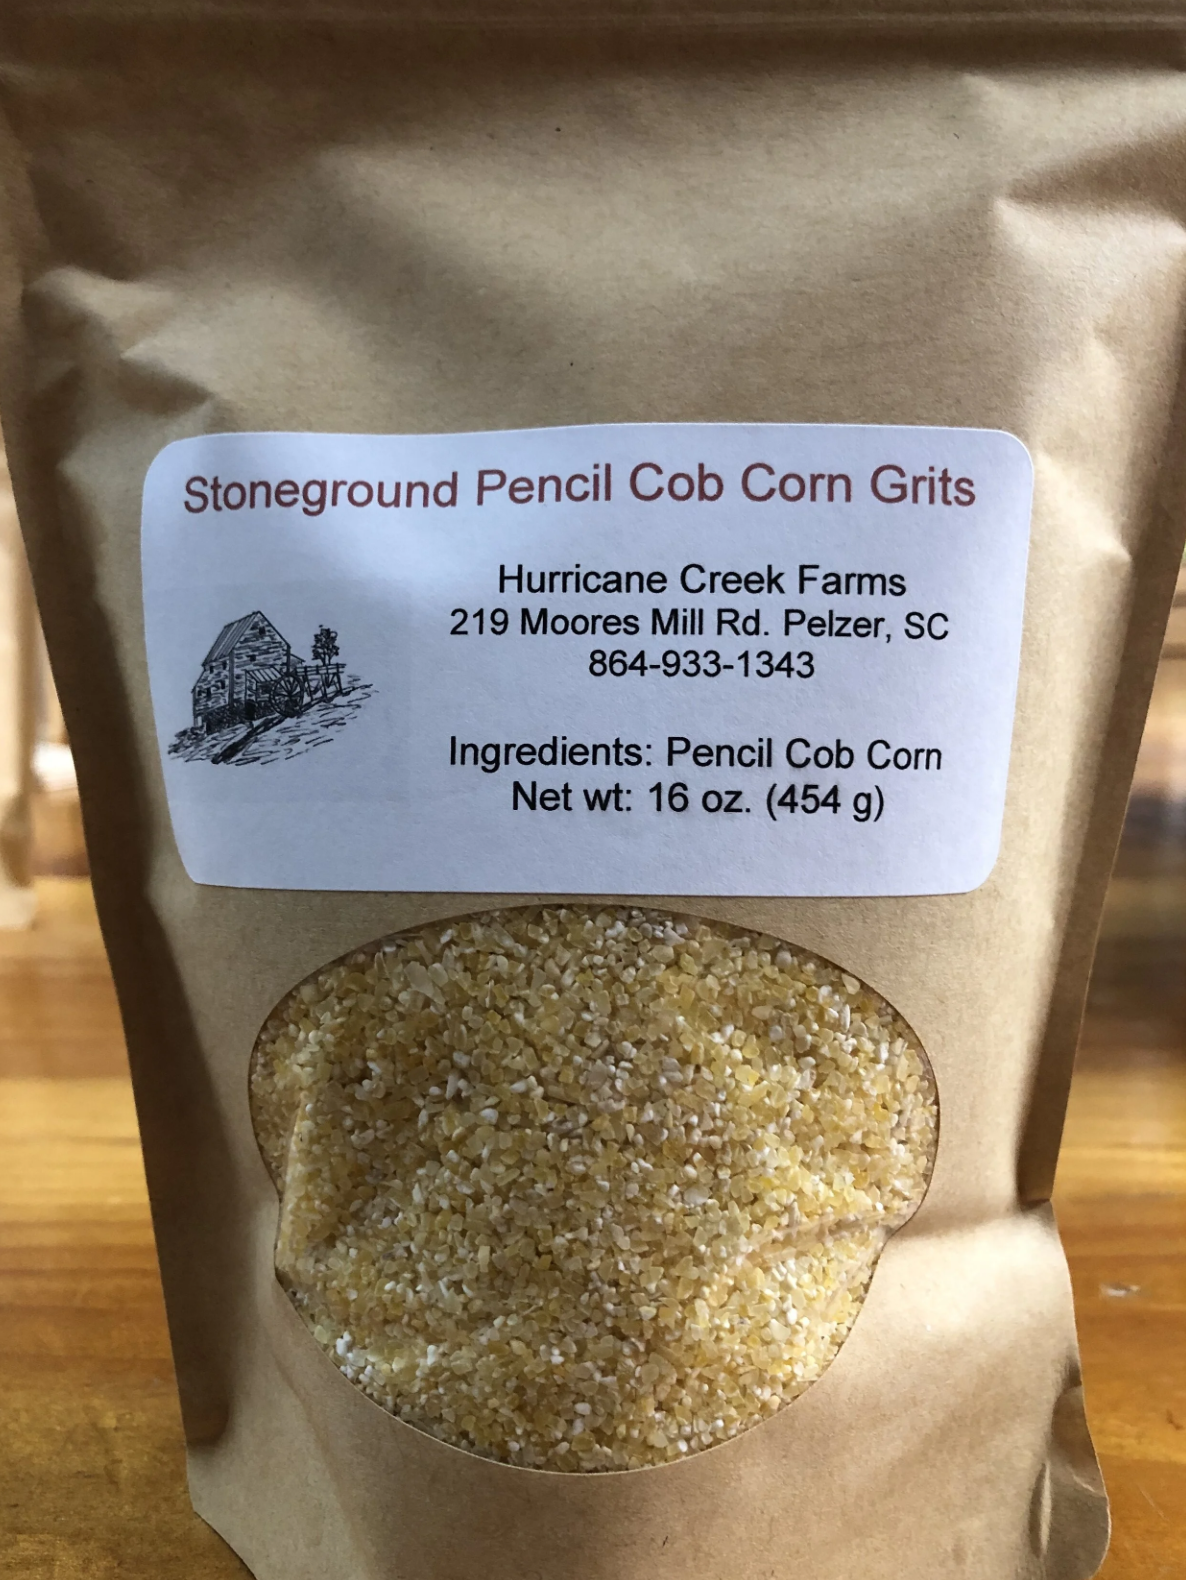 Stoneground Pencil Cob Corn Grits
Hurricane Creek Farms
219 Moores Mill Rd. Pelzer, SC
864-933-1343
Ingredients: Pencil Cob Corn
Net wt: 16 oz. (454 g)